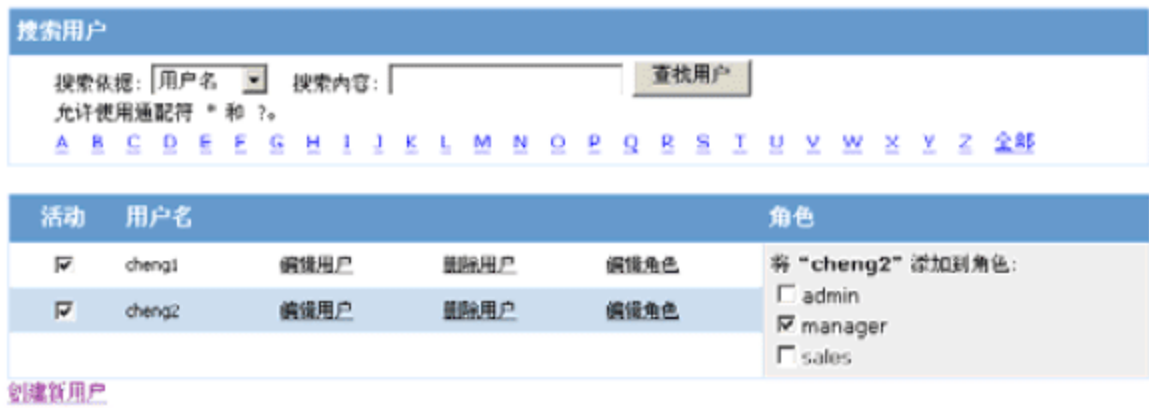 搜索用户
搜索依据: 用户名 搜索内容: 查找用户
允许使用通配符 * 和 ?。
A B C D E F G H I J K L M N O P Q R S T U V W X Y Z 全部
活动 用户名 角色
cheng1 编辑用户 删除用户 编辑角色
cheng2 编辑用户 删除用户 编辑角色
将 “cheng2” 添加到角色:
admin
manager
sales
创建新用户